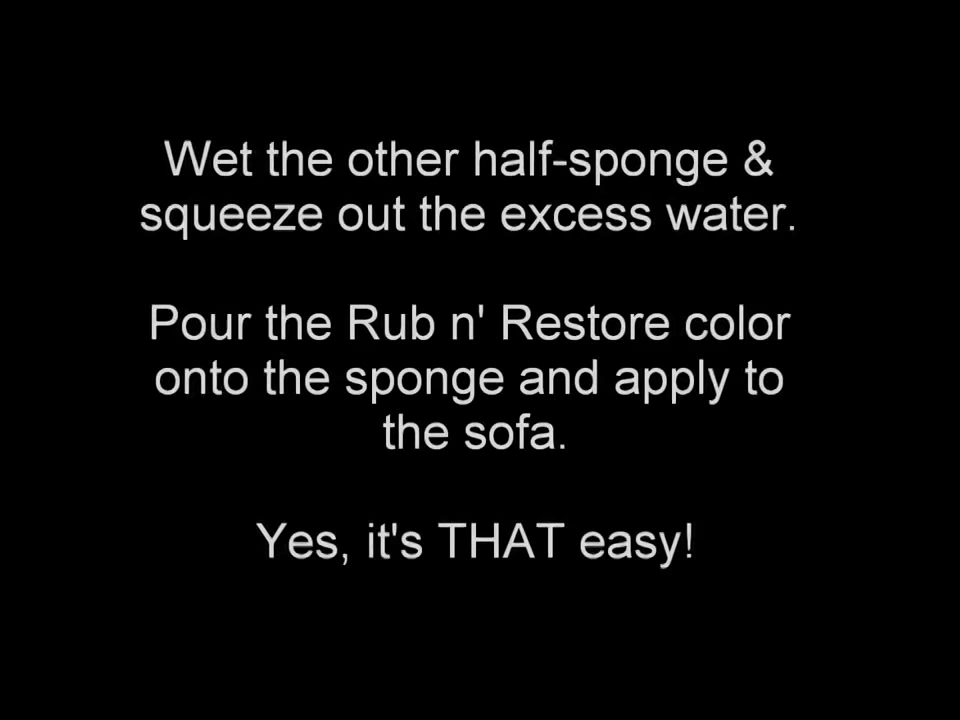 Wet the other half-sponge &
squeeze out the excess water.
Pour the Rub n' Restore color
onto the sponge and apply to
the sofa.
Yes, it's THAT easy!